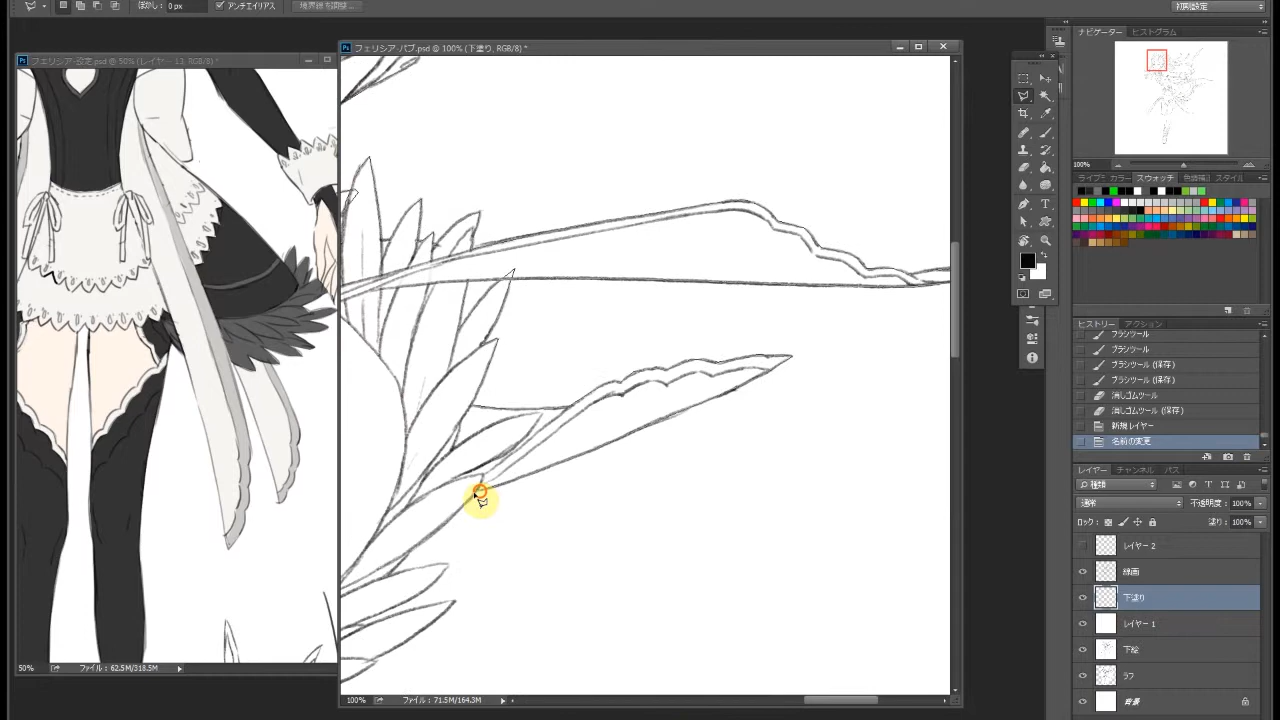 ぼかし: 0 px
アンチエイリアス
境界線を調整...
初期設定
フェリシア-設定.psd @ 50% (レイヤー 13, RGB/8) *
フェリシア-パブ.psd @ 100% (下塗り, RGB/8) *
ナビゲーター
ヒストグラム
100%
カラー
スウォッチ
スタイル
ヒストリー
アクション
ブラシツール
ブラシツール
ブラシツール (保存)
ブラシツール (保存)
消しゴムツール
消しゴムツール (保存)
新規レイヤー
名前の変更
レイヤー
チャンネル
パス
種類
通常
不透明度: 100%
ロック:
塗り: 100%
レイヤー 2
線画
下塗り
レイヤー 1
下絵
ラフ
背景
50%
ファイル : 62.5M/318.5M
100%
ファイル : 71.5M/164.3M